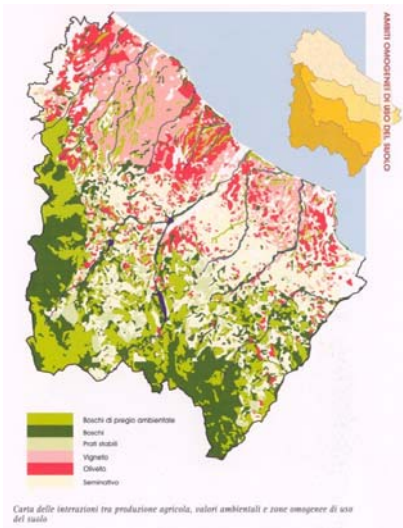 AMBITI OMOGENEI DI USO DEL SUOLO
Boschi di pregio ambientale
Boschi
Prati stabili
Vigneto
Oliveto
Seminativo
Carta delle interazioni tra produzione agricola, valori ambientali e zone omogenee di uso
del suolo